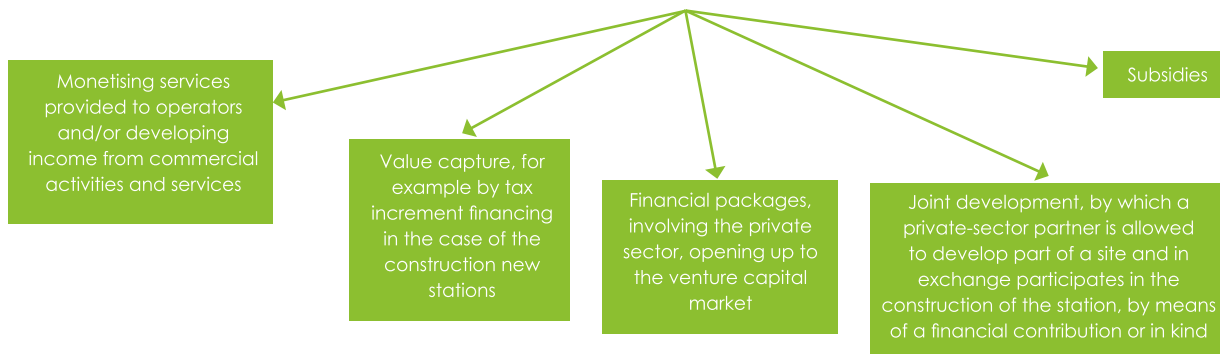 Monetising services
provided to operators
and/or developing
income from commercial
activities and services
Value capture, for
example by tax
increment financing
in the case of the
construction new
stations
Financial packages,
involving the private
sector, opening up to
the venture capital
market
Joint development, by which a
private-sector partner is allowed
to develop part of a site and in
exchange participates in the
construction of the station, by means
of a financial contribution or in kind
Subsidies